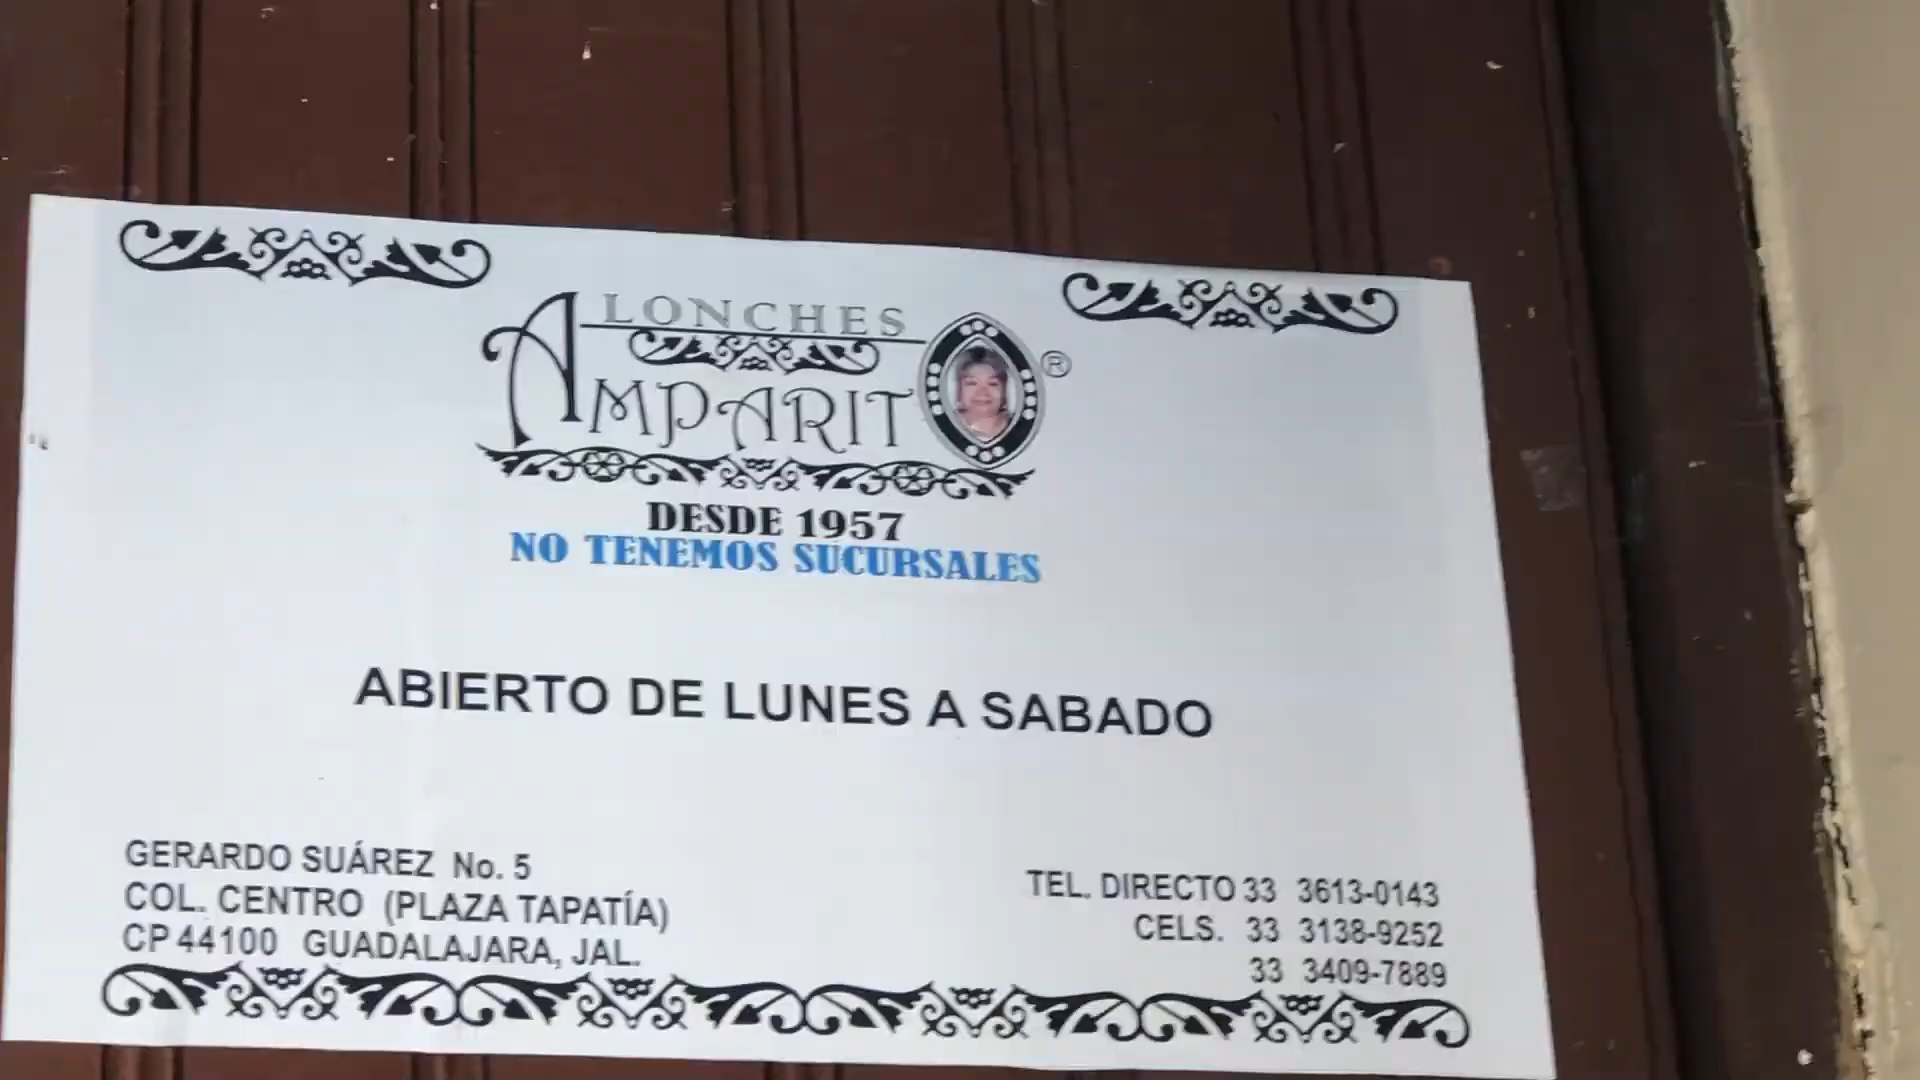 LONCHES
AMPARITO ®
DESDE 1957
NO TENEMOS SUCURSALES
ABIERTO DE LUNES A SABADO
GERARDO SUÁREZ No. 5
COL. CENTRO (PLAZA TAPATÍA)
CP 44100 GUADALAJARA, JAL.
TEL. DIRECTO 33 3613-0143
CELS. 33 3138-9252
33 3409-7889